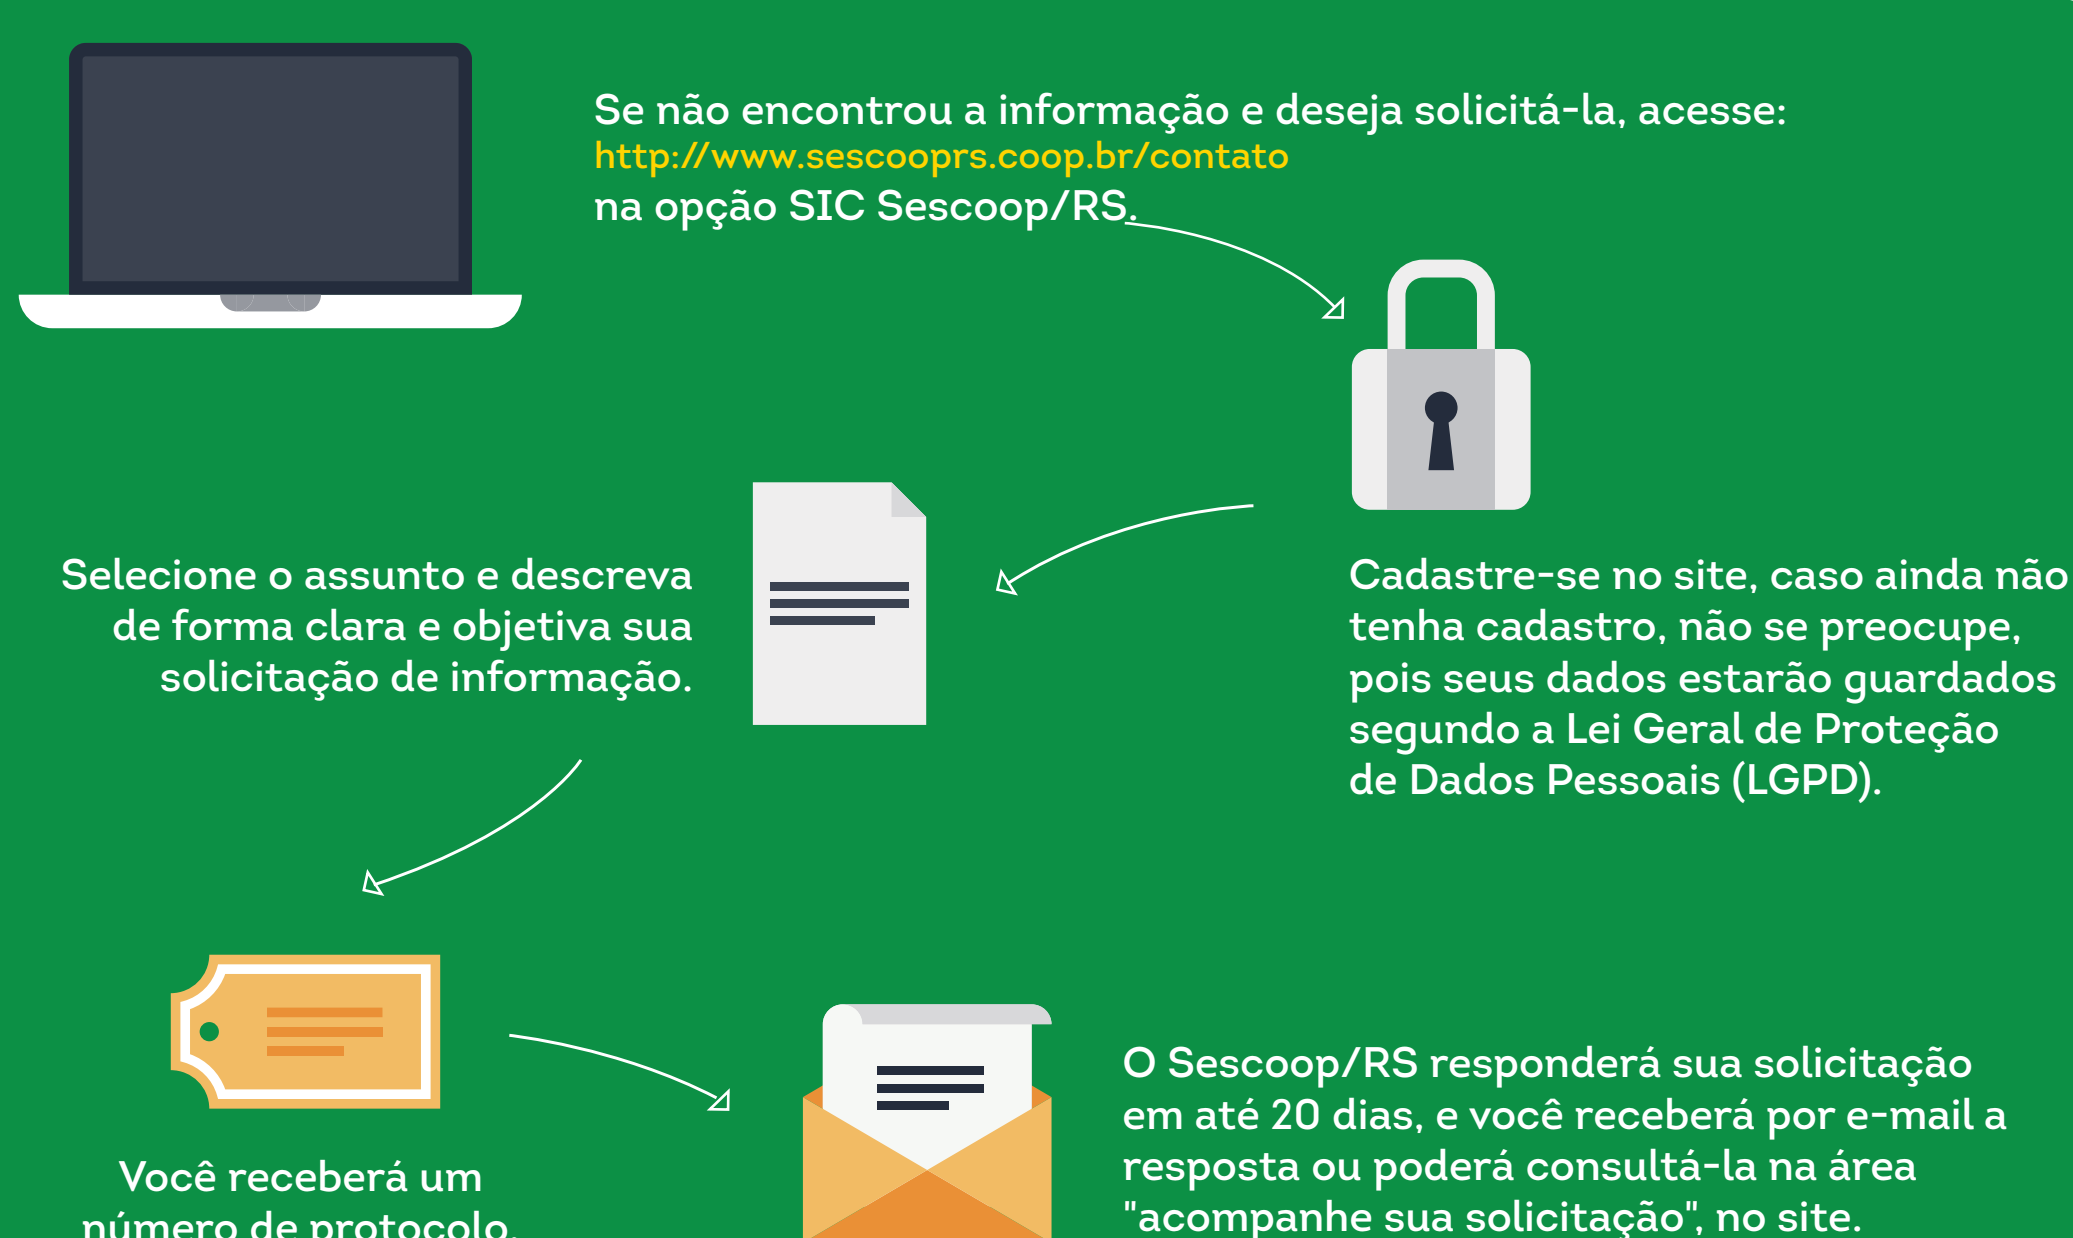 Se não encontrou a informação e deseja solicitá-la, acesse:
http://www.sescooprs.coop.br/contato
na opção SIC Sescoop/RS.
Cadastre-se no site, caso ainda não
tenha cadastro, não se preocupe,
pois seus dados estarão guardados
segundo a Lei Geral de Proteção
de Dados Pessoais (LGPD).
Selecione o assunto e descreva
de forma clara e objetiva sua
solicitação de informação.
Você receberá um
número de protocolo.
O Sescoop/RS responderá sua solicitação
em até 20 dias, e você receberá por e-mail a
resposta ou poderá consultá-la na área
"acompanhe sua solicitação", no site.